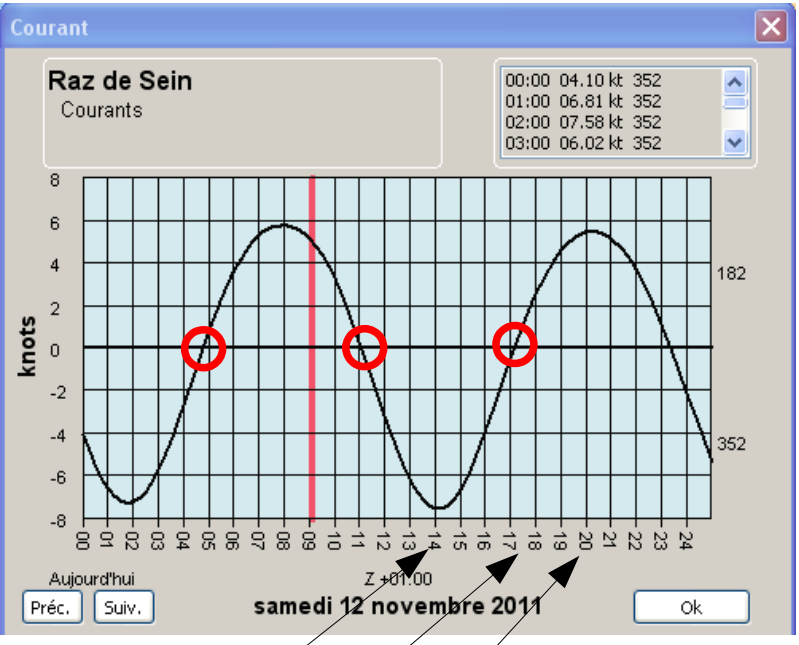 Courant
Raz de Sein
Courants
00:00 04.10 kt 352
01:00 06.81 kt 352
02:00 07.58 kt 352
03:00 06.02 kt 352
8
6
4
2
0
-2
-4
-6
-8
knots
182
352
00 01 02 03 04 05 06 07 08 09 10 11 12 13 14 15 16 17 18 19 20 21 22 23 24
Aujourd'hui
Z +01:00
Préc. Suiv. samedi 12 novembre 2011 Ok